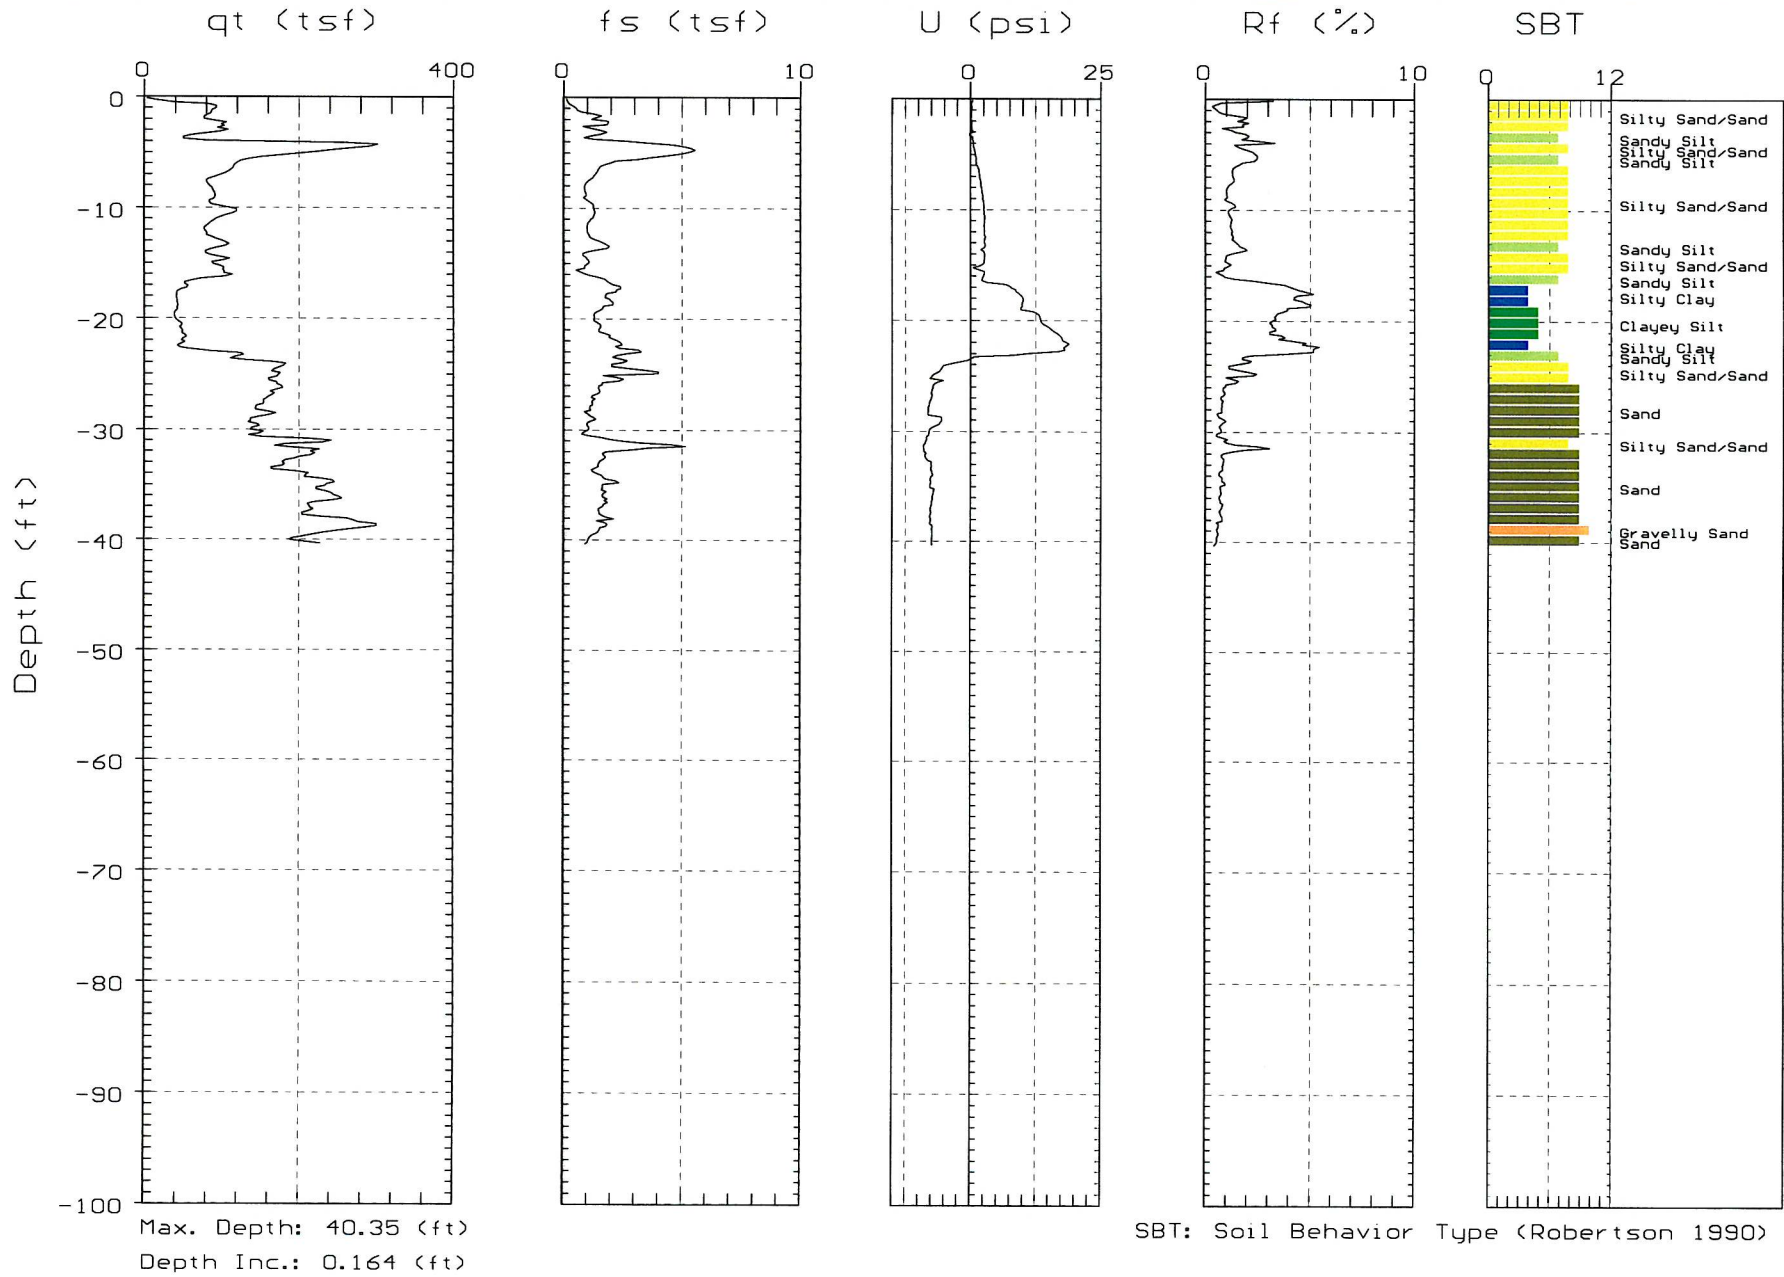 qt (tsf)
fs (tsf)
U (psi)
Rf (%)
SBT
0 400
0 10
0 25
0 10
0 12
0
-10
-20
-30
-40
-50
-60
-70
-80
-90
-100
Depth (ft)
Silty Sand/Sand
Sandy Silt
Silty Sand/Sand
Sandy Silt
Silty Sand/Sand
Sandy Silt
Silty Sand/Sand
Sandy Silt
Silty Clay
Clayey Silt
Silty Clay
Sandy Silt
Silty Sand/Sand
Sand
Silty Sand/Sand
Sand
Gravelly Sand
Sand
Max. Depth: 40.35 (ft)
Depth Inc.: 0.164 (ft)
SBT: Soil Behavior Type (Robertson 1990)